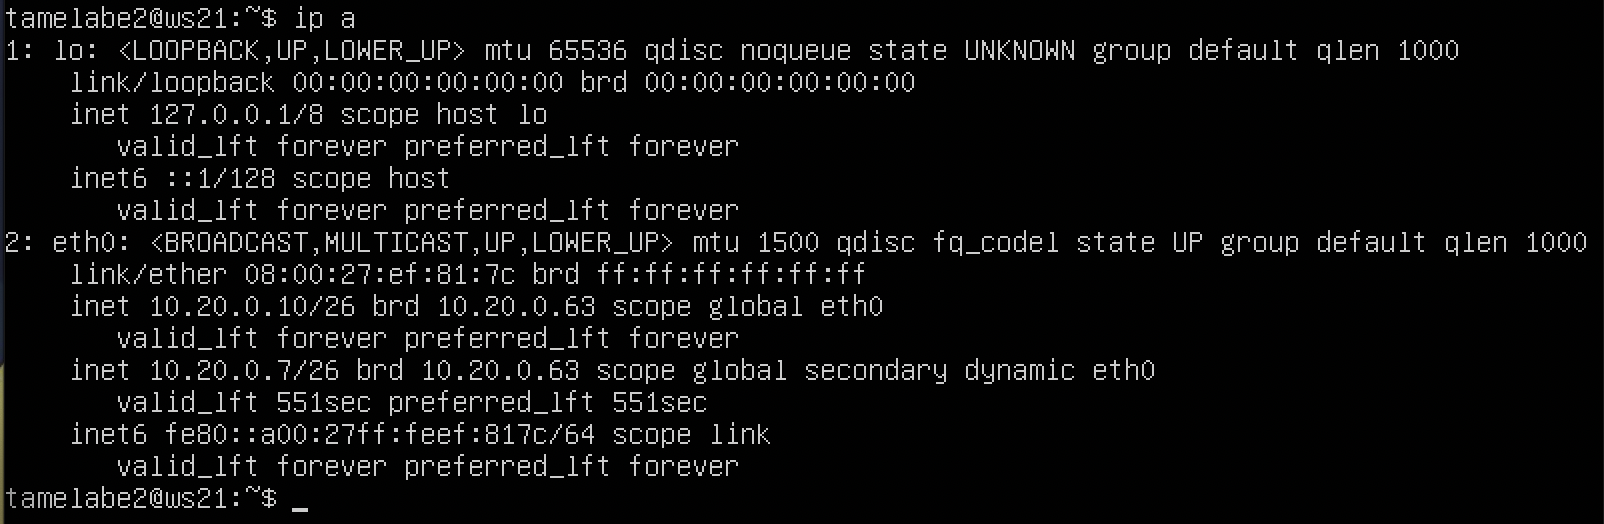 tamelabe2@ws21:~$ ip a
1: lo: <LOOPBACK,UP,LOWER_UP> mtu 65536 qdisc noqueue state UNKNOWN group default qlen 1000
    link/loopback 00:00:00:00:00:00 brd 00:00:00:00:00:00
    inet 127.0.0.1/8 scope host lo
       valid_lft forever preferred_lft forever
    inet6 ::1/128 scope host
       valid_lft forever preferred_lft forever
2: eth0: <BROADCAST,MULTICAST,UP,LOWER_UP> mtu 1500 qdisc fq_codel state UP group default qlen 1000
    link/ether 08:00:27:ef:81:7c brd ff:ff:ff:ff:ff:ff
    inet 10.20.0.10/26 brd 10.20.0.63 scope global eth0
       valid_lft forever preferred_lft forever
    inet 10.20.0.7/26 brd 10.20.0.63 scope global secondary dynamic eth0
       valid_lft 551sec preferred_lft 551sec
    inet6 fe80::a00:27ff:feef:817c/64 scope link
       valid_lft forever preferred_lft forever
tamelabe2@ws21:~$ _